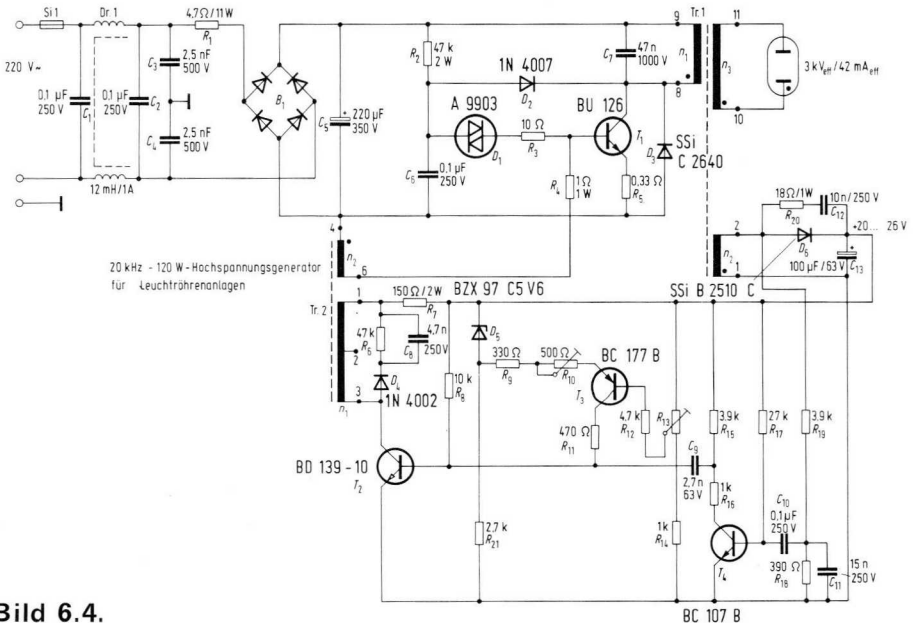 Si 1
Dr. 1
4,7 Ω / 11 W
R₁
220 V ~
0,1 µF
250 V
C₁
0,1 µF
250 V
C₂
C₃
2,5 nF
500 V
C₄
2,5 nF
500 V
12 mH / 1 A
B₁
C₅
220 µF
350 V
R₂
47 k
2 W
1N 4007
D₂
A 9903
D₁
10 Ω
R₃
C₆
0,1 µF
250 V
BU 126
T₁
R₄
1 Ω
1 W
0,33 Ω
R₅
C₇
47 n
1000 V
D₃
SSi
C 2640
9
Tr. 1
11
n₁
n₃
8
10
3 kVeff / 42 mAeff
18 Ω / 1 W
R₂₀
10 n / 250 V
C₁₂
2
n₂
1
D₆
+20 ... 26 V
100 µF / 63 V
C₁₃
SSi B 2510 C
4
n₂
6
20 kHz - 120 W - Hochspannungsgenerator
für Leuchtröhrenanlagen
Tr. 2
1
2
3
n₁
150 Ω / 2 W
R₇
47 k
R₆
4,7 n
250 V
C₈
D₄
1N 4002
10 k
R₈
BZX 97 C5 V6
D₅
330 Ω
R₉
500 Ω
R₁₀
BC 177 B
T₃
470 Ω
R₁₁
4,7 k
R₁₂
R₁₃
3,9 k
R₁₅
27 k
R₁₇
3,9 k
R₁₉
BD 139 - 10
T₂
C₉
2,7 n
63 V
1 k
R₁₆
2,7 k
R₂₁
1 k
R₁₄
T₄
C₁₀
0,1 µF
250 V
390 Ω
R₁₈
C₁₁
15 n
250 V
BC 107 B
Bild 6.4.